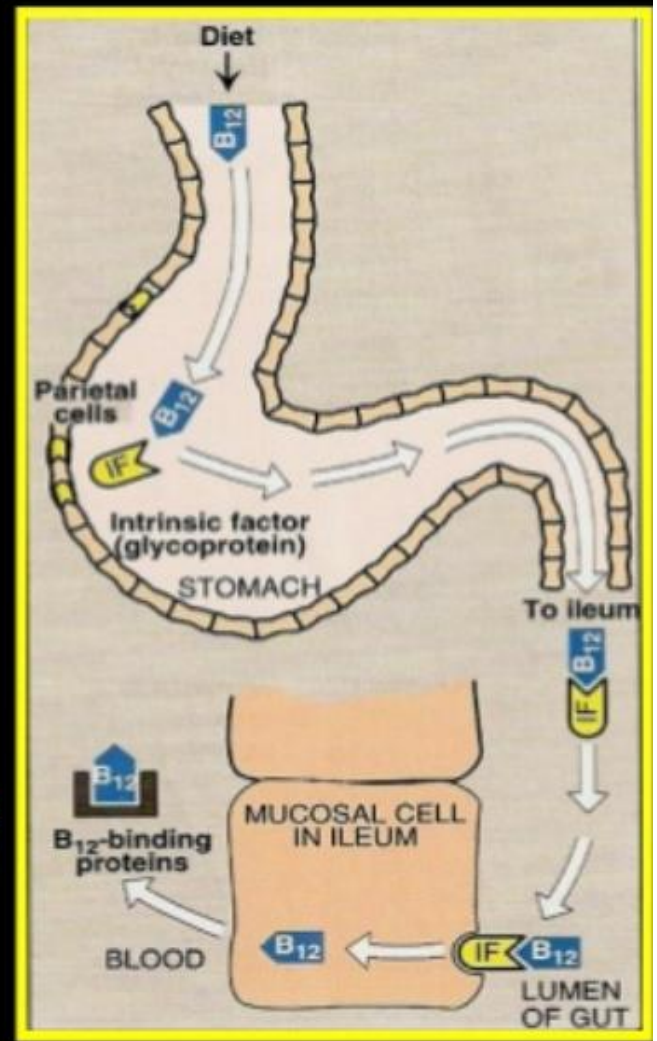 Diet
B₁₂
Parietal
cells
B₁₂
IF
Intrinsic factor
(glycoprotein)
STOMACH
To ileum
B₁₂
IF
B₁₂
B₁₂-binding
proteins
MUCOSAL CELL
IN ILEUM
BLOOD
B₁₂
IF
B₁₂
LUMEN
OF GUT